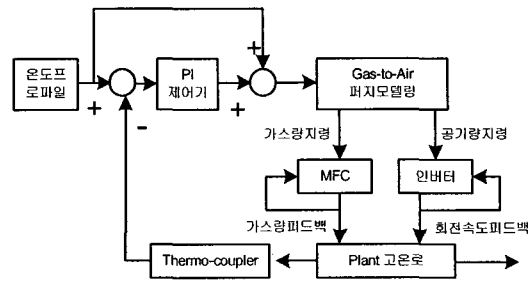 온도프
로파일
+
-
+
+
PI
제어기
Gas-to-Air
퍼지모델링
가스량지령
공기량지령
MFC
인버터
가스량피드백
회전속도피드백
Thermo-coupler
Plant 고온로